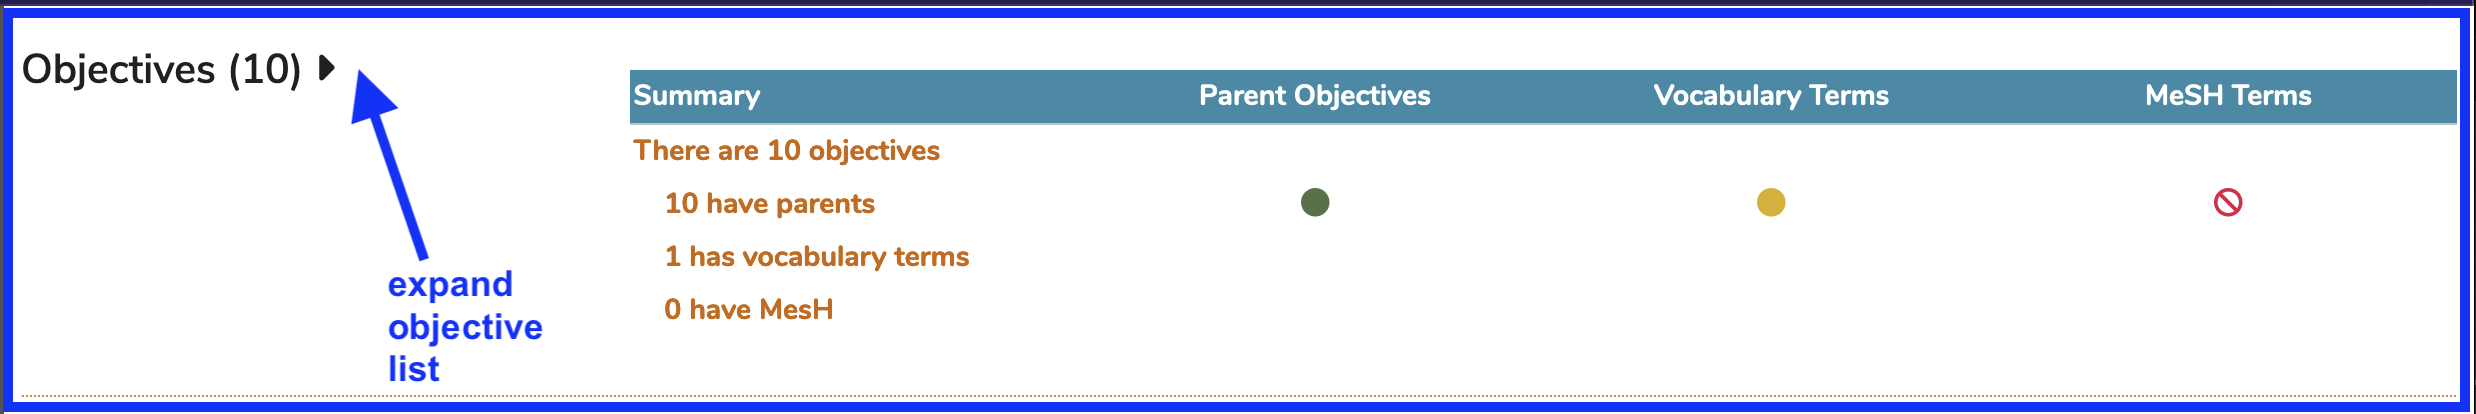 Objectives (10)
Summary Parent Objectives Vocabulary Terms MeSH Terms
There are 10 objectives
10 have parents
1 has vocabulary terms
0 have MesH
expand
objective
list